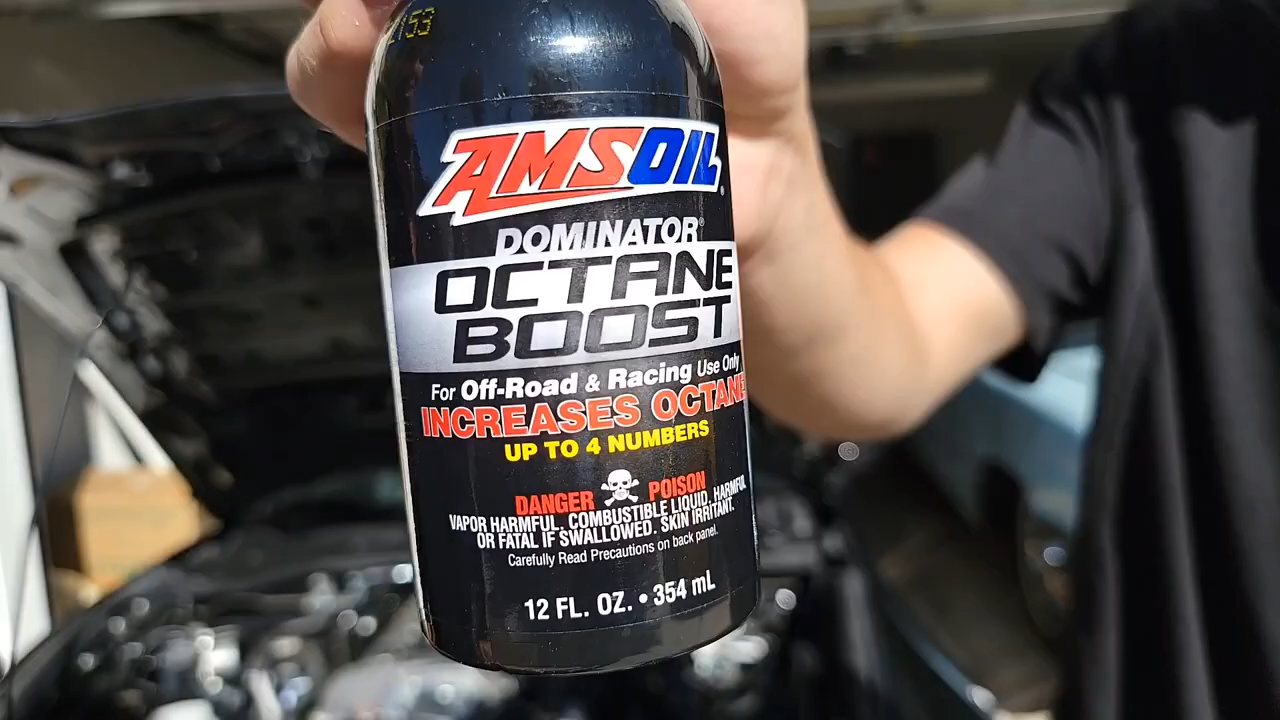 153
AMSOIL
DOMINATOR®
OCTANE
BOOST
For Off-Road & Racing Use Only
INCREASES OCTANE
UP TO 4 NUMBERS
DANGER POISON
VAPOR HARMFUL. COMBUSTIBLE LIQUID. HARMFUL
OR FATAL IF SWALLOWED. SKIN IRRITANT.
Carefully Read Precautions on back panel.
12 FL. OZ. • 354 mL